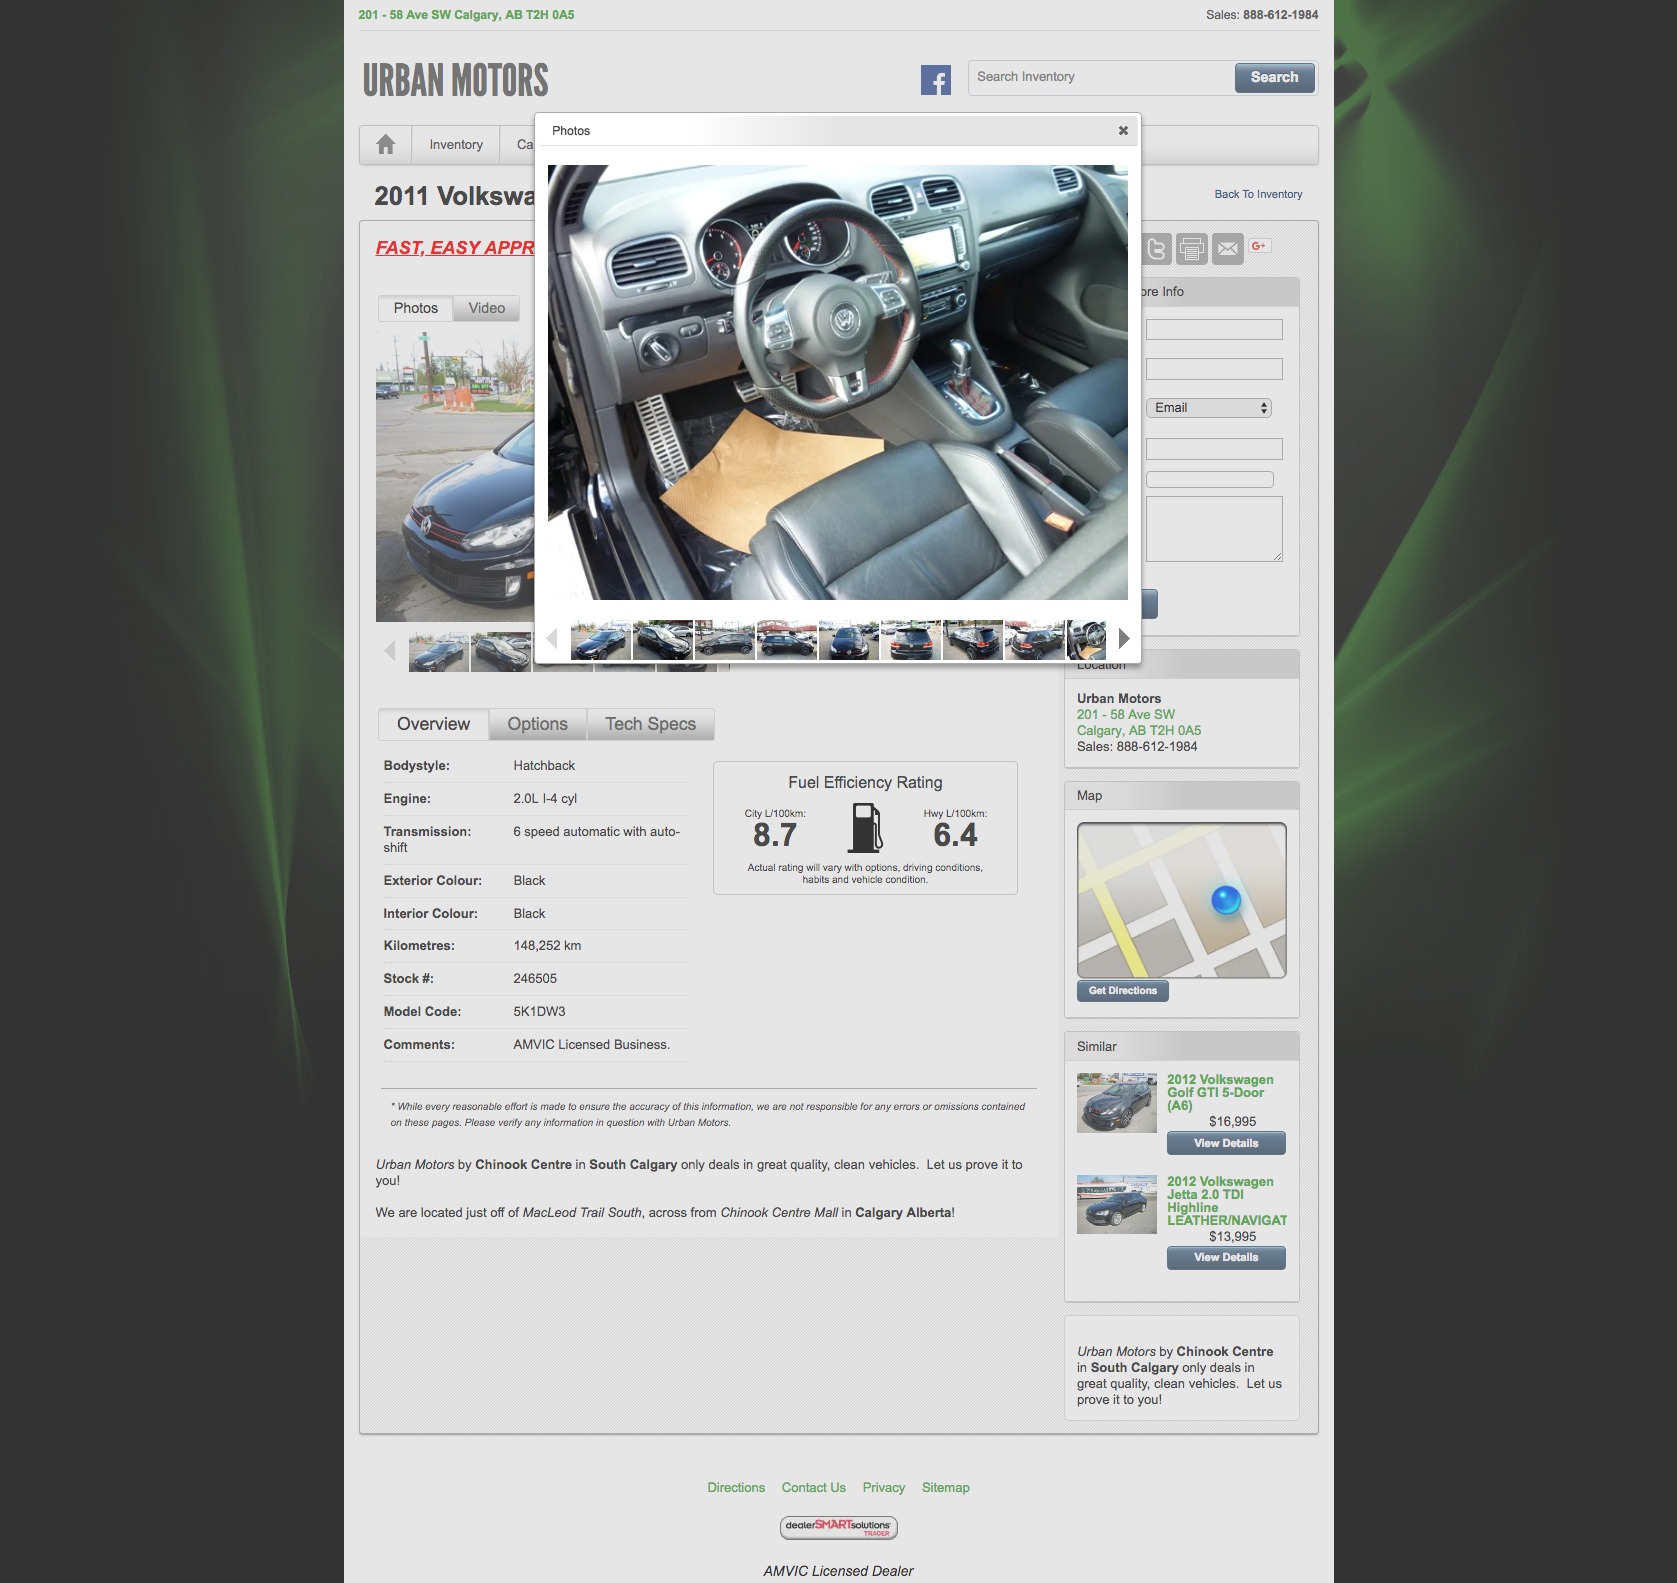 201 - 58 Ave SW Calgary, AB T2H 0A5
Sales: 888-612-1984
URBAN MOTORS
Search Inventory
Search
Inventory
Ca
Photos
2011 Volkswa
Back To Inventory
FAST, EASY APPR
G+
ore Info
Photos
Video
Email
Location
Urban Motors
201 - 58 Ave SW
Calgary, AB T2H 0A5
Sales: 888-612-1984
Overview
Options
Tech Specs
Bodystyle: Hatchback
Engine: 2.0L I-4 cyl
Transmission: 6 speed automatic with auto-
shift
Exterior Colour: Black
Interior Colour: Black
Kilometres: 148,252 km
Stock #: 246505
Model Code: 5K1DW3
Comments: AMVIC Licensed Business.
Fuel Efficiency Rating
City L/100km:
8.7
Hwy L/100km:
6.4
Actual rating will vary with options, driving conditions,
habits and vehicle condition.
Map
Get Directions
Similar
2012 Volkswagen
Golf GTI 5-Door
(A6)
$16,995
View Details
2012 Volkswagen
Jetta 2.0 TDI
Highline
LEATHER/NAVIGAT
$13,995
View Details
* While every reasonable effort is made to ensure the accuracy of this information, we are not responsible for any errors or omissions contained
on these pages. Please verify any information in question with Urban Motors.
Urban Motors by Chinook Centre in South Calgary only deals in great quality, clean vehicles. Let us prove it to
you!
We are located just off of MacLeod Trail South, across from Chinook Centre Mall in Calgary Alberta!
Urban Motors by Chinook Centre
in South Calgary only deals in
great quality, clean vehicles. Let us
prove it to you!
Directions
Contact Us
Privacy
Sitemap
dealerSMARTsolutions
TRADER
AMVIC Licensed Dealer